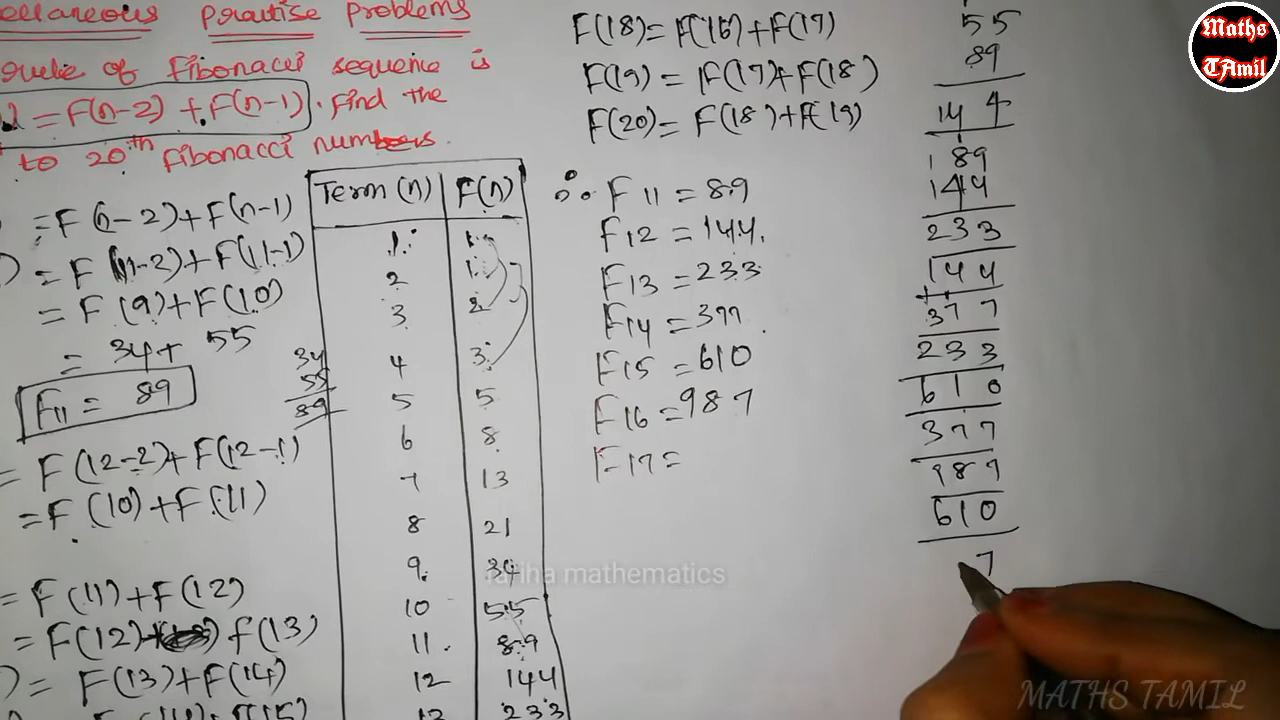 ellaneous practise problems
rule of Fibonacci sequence is
= F(n-2) + F(n-1). Find the
to 20th Fibonacci numbers.
= F(n-2) + F(n-1)
) = F(11-2) + F(11-1)
= F(9) + F(10)
= 34 + 55
F11 = 89
34
55
89
= F(12-2) + F(12-1)
= F(10) + F(11)
= F(11) + F(12)
= F(12) + F(13)
) = F(13) + F(14)
Term (n) F(n)
1 1
2 1
3 2
4 3
5 5
6 8
7 13
8 21
9 34
10 55
11 89
12 144
13 233
F(18) = F(16) + F(17)
F(19) = F(17) + F(18)
F(20) = F(18) + F(19)
∴ F11 = 89
F12 = 144
F13 = 233
F14 = 377
F15 = 610
F16 = 987
F17 =
55
89
144
89
144
233
144
377
233
610
377
987
610
7
Maths
TAmil
mathematics
MATHS TAMIL